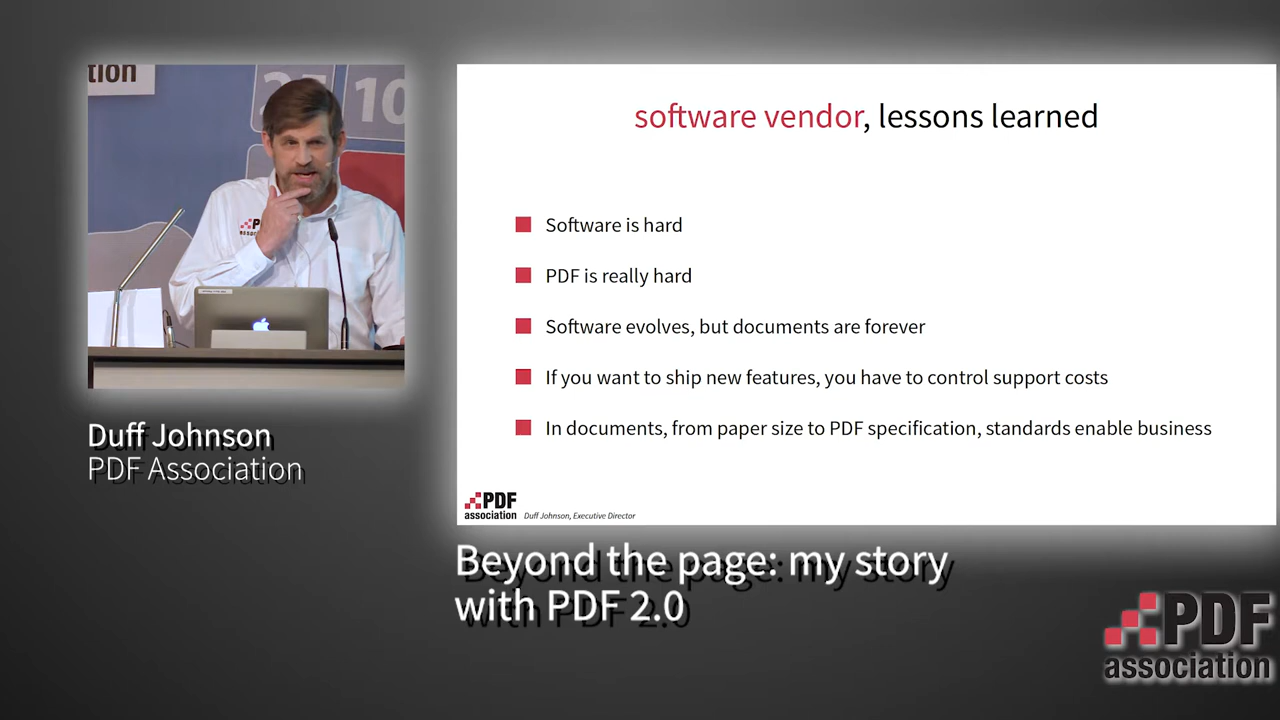 tion
25
10
software vendor, lessons learned
Software is hard
PDF is really hard
Software evolves, but documents are forever
If you want to ship new features, you have to control support costs
In documents, from paper size to PDF specification, standards enable business
PDF
association
Duff Johnson, Executive Director
Duff Johnson
PDF Association
Beyond the page: my story
with PDF 2.0
PDF
association